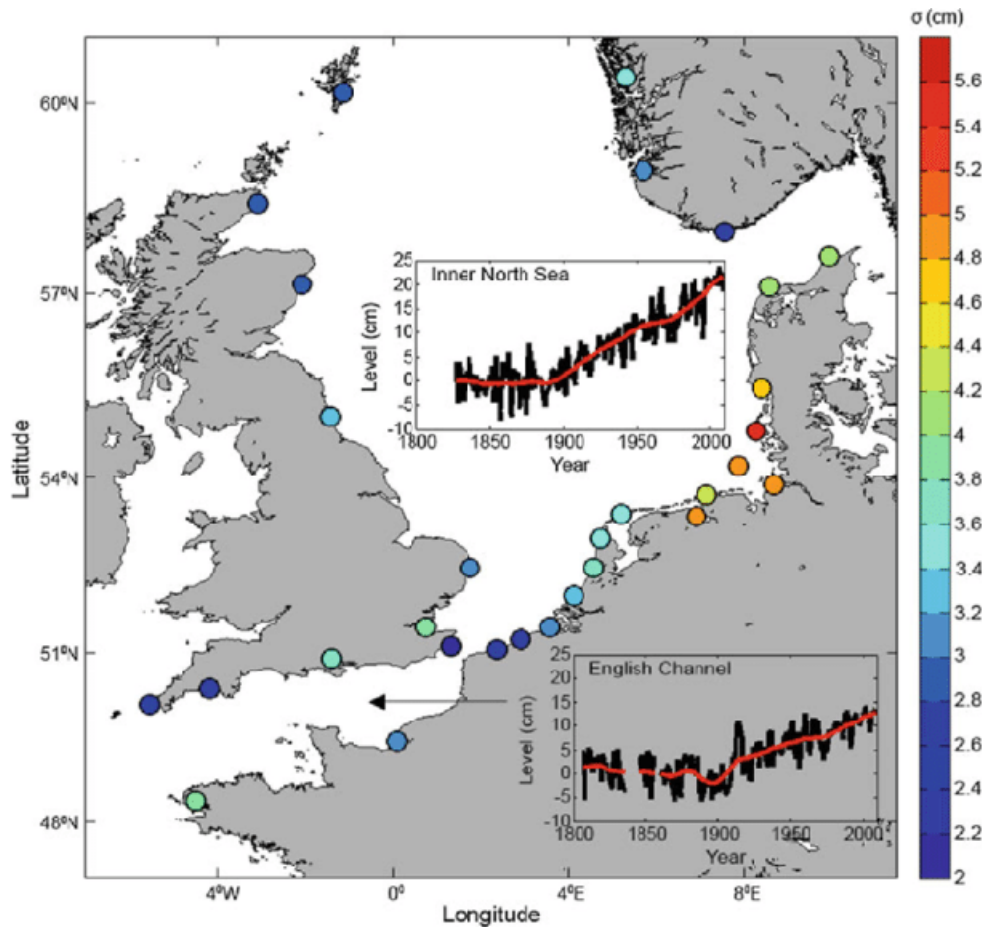 σ (cm)
5.6
5.4
5.2
5
4.8
4.6
4.4
4.2
4
3.8
3.6
3.4
3.2
3
2.8
2.6
2.4
2.2
2
60ºN
57ºN
54ºN
51ºN
48ºN
Latitude
4ºW
0º
4ºE
8ºE
Longitude
Inner North Sea
25
20
15
10
5
0
-10
Level (cm)
1800
1850
1900
1950
2000
Year
English Channel
25
20
15
10
5
0
-5
-10
Level (cm)
1800
1850
1900
1950
2000
Year